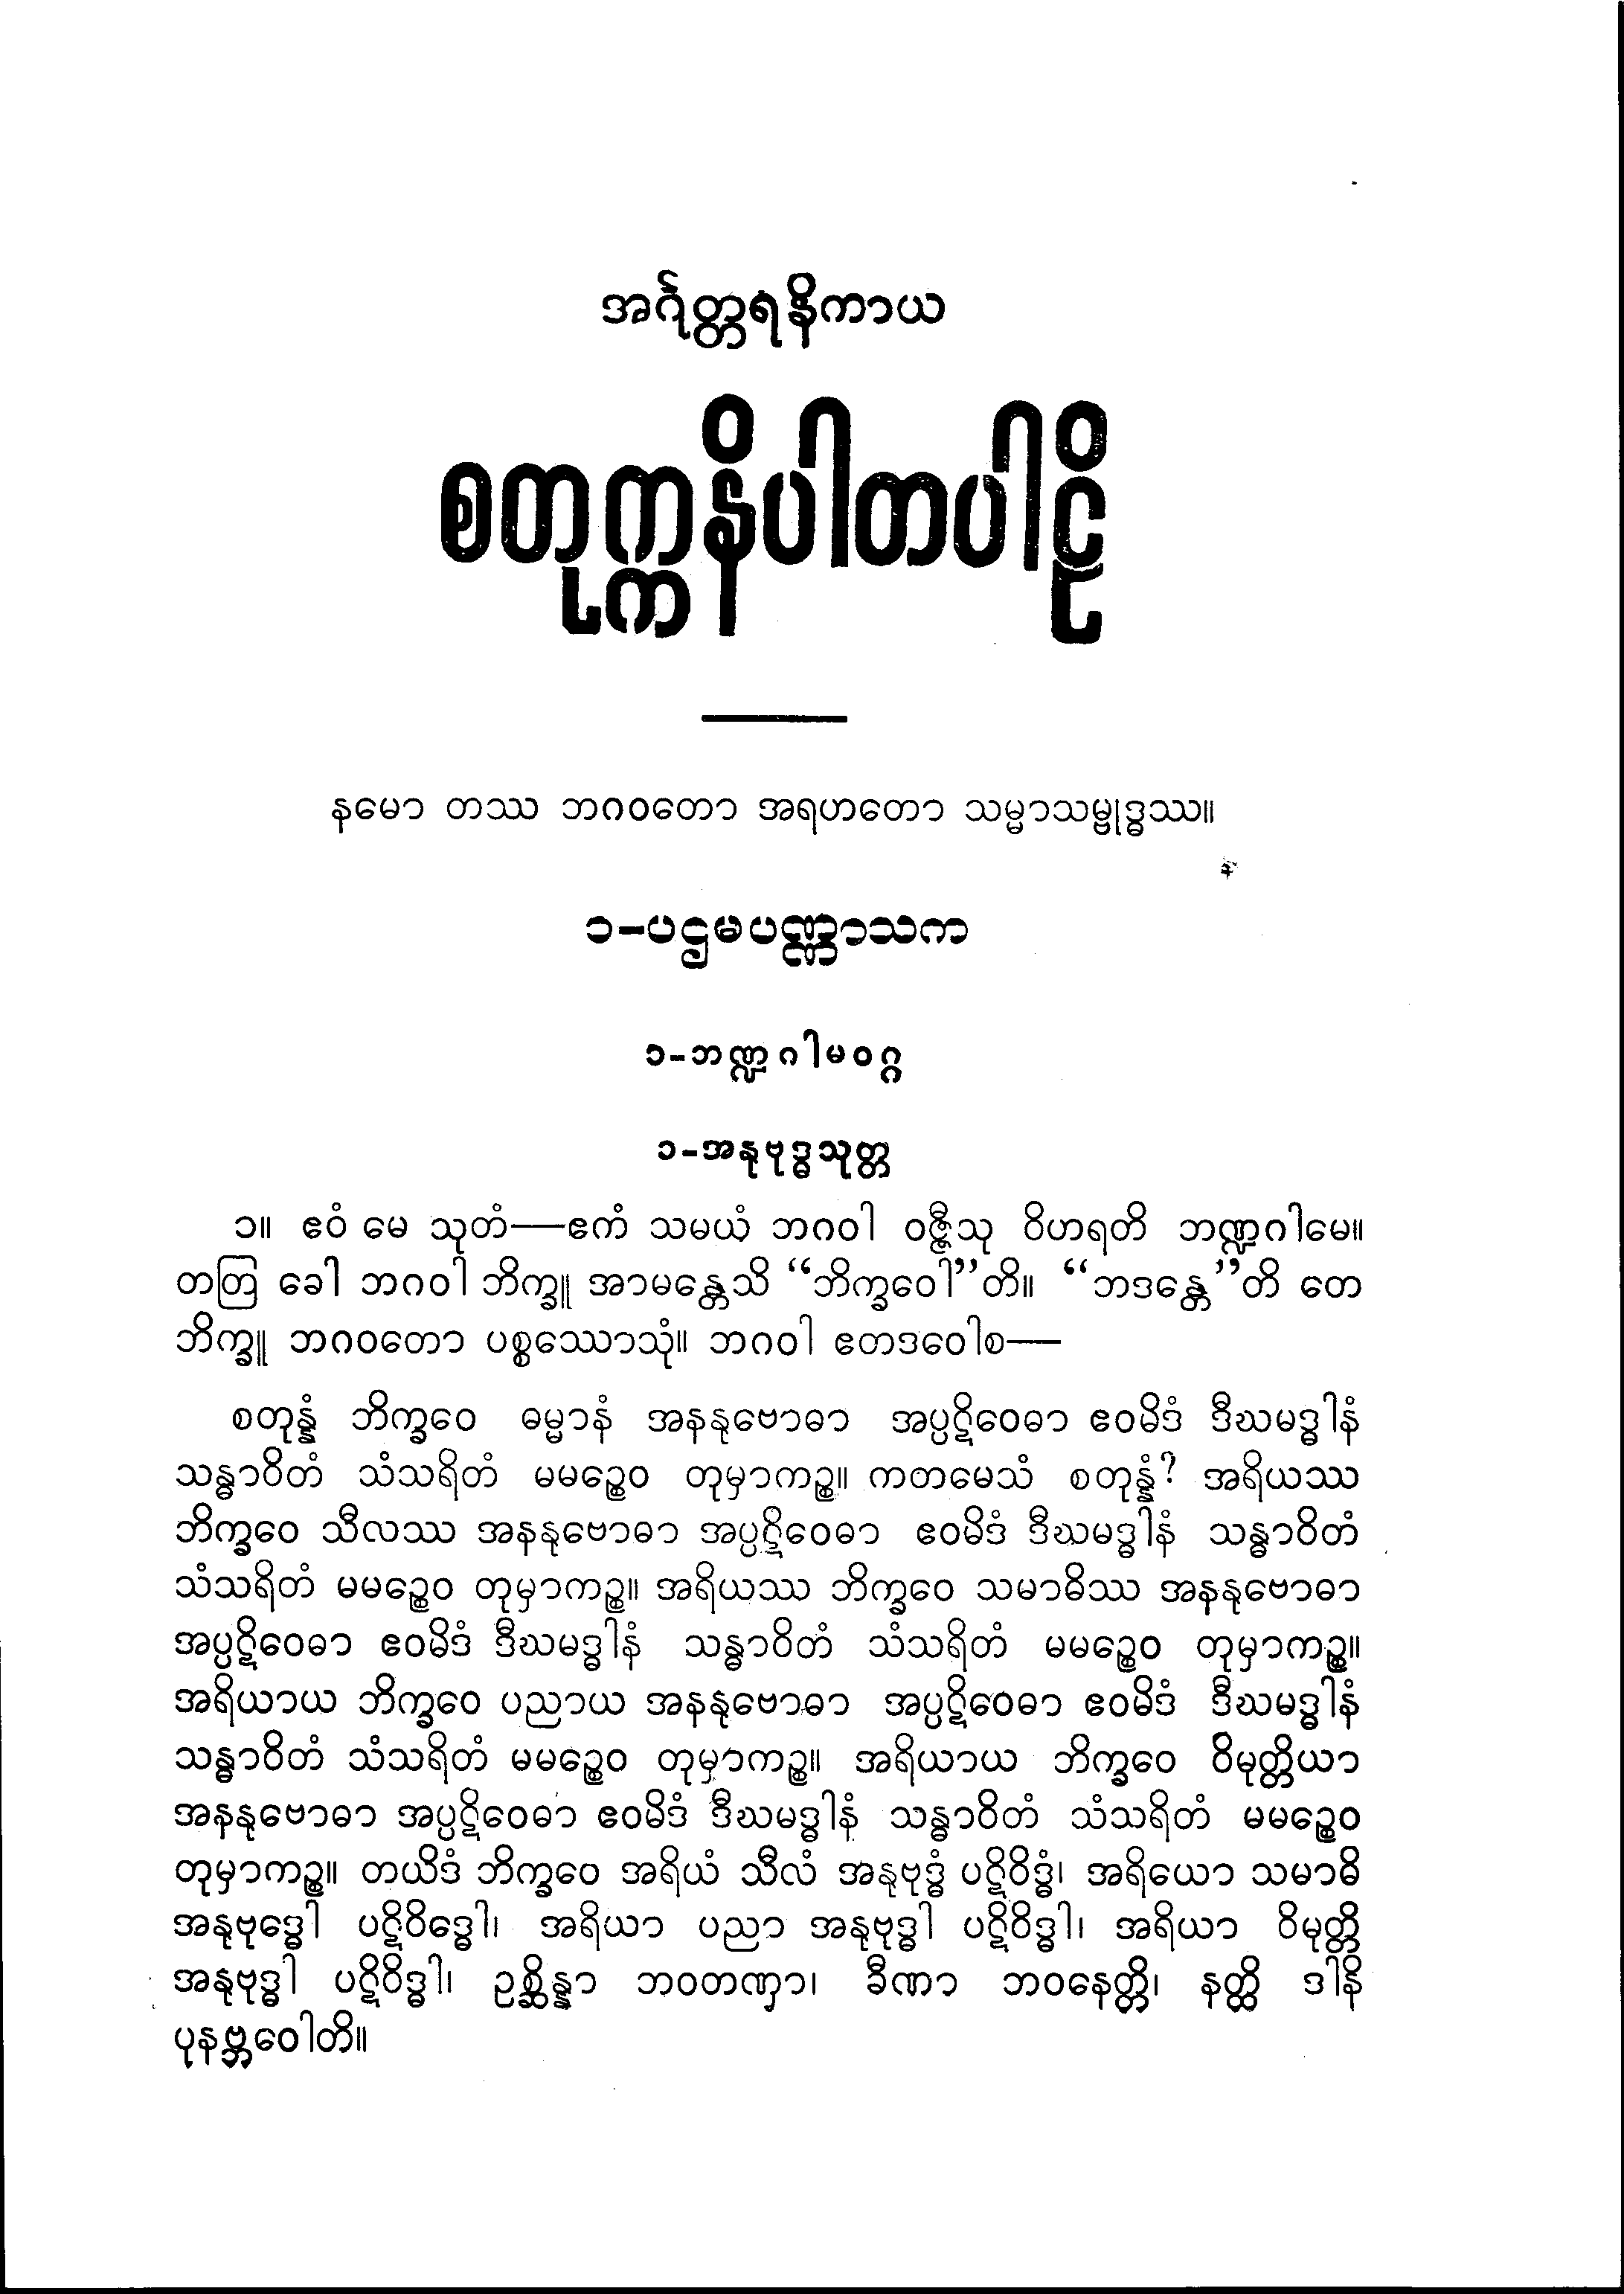 အင်္ဂုတ္တရနိကာယ
စတုက္ကနိပါတပါဠိ
နမော တဿ ဘဂဝတော အရဟတော သမ္မာသမ္ဗုဒ္ဓဿ။
၁-ပဌမပဏ္ဏာသက
၁-ဘဏ္ဍဂါမဝဂ္ဂ
၁-အနုဗုဒ္ဓသုတ္တ
၁။ ဧဝံ မေ သုတံ—ဧကံ သမယံ ဘဂဝါ ဝဇ္ဇီသု ဝိဟရတိ ဘဏ္ဍဂါမေ။
တတြ ခေါ ဘဂဝါ ဘိက္ခူ အာမန္တေသိ “ဘိက္ခဝေါ”တိ။ “ဘဒန္တေ”တိ တေ
ဘိက္ခူ ဘဂဝတော ပစ္စဿောသုံ။ ဘဂဝါ ဧတဒဝေါစ—
စတုန္နံ ဘိက္ခဝေ ဓမ္မာနံ အနနုဗောဓာ အပ္ပဋိဝေဓာ ဧဝမိဒံ ဒီဃမဒ္ဓါနံ
သန္ဓာဝိတံ သံသရိတံ မမဉ္စေဝ တုမှာကဉ္စ။ ကတမေသံ စတုန္နံ? အရိယဿ
ဘိက္ခဝေ သီလဿ အနနုဗောဓာ အပ္ပဋိဝေဓာ ဧဝမိဒံ ဒီဃမဒ္ဓါနံ သန္ဓာဝိတံ
သံသရိတံ မမဉ္စေဝ တုမှာကဉ္စ။ အရိယဿ ဘိက္ခဝေ သမာဓိဿ အနနုဗောဓာ
အပ္ပဋိဝေဓာ ဧဝမိဒံ ဒီဃမဒ္ဓါနံ သန္ဓာဝိတံ သံသရိတံ မမဉ္စေဝ တုမှာကဉ္စ။
အရိယာယ ဘိက္ခဝေ ပညာယ အနနုဗောဓာ အပ္ပဋိဝေဓာ ဧဝမိဒံ ဒီဃမဒ္ဓါနံ
သန္ဓာဝိတံ သံသရိတံ မမဉ္စေဝ တုမှာကဉ္စ။ အရိယာယ ဘိက္ခဝေ ဝိမုတ္တိယာ
အနနုဗောဓာ အပ္ပဋိဝေဓာ ဧဝမိဒံ ဒီဃမဒ္ဓါနံ သန္ဓာဝိတံ သံသရိတံ မမဉ္စေဝ
တုမှာကဉ္စ။ တယိဒံ ဘိက္ခဝေ အရိယံ သီလံ အနုဗုဒ္ဓံ ပဋိဝိဒ္ဓံ၊ အရိယော သမာဓိ
အနုဗုဒ္ဓေါ ပဋိဝိဒ္ဓေါ၊ အရိယာ ပညာ အနုဗုဒ္ဓါ ပဋိဝိဒ္ဓါ၊ အရိယာ ဝိမုတ္တိ
အနုဗုဒ္ဓါ ပဋိဝိဒ္ဓါ၊ ဥစ္ဆိန္နာ ဘဝတဏှာ၊ ခီဏာ ဘဝနေတ္တိ၊ နတ္ထိ ဒါနိ
ပုနဗ္ဘဝေါတိ။